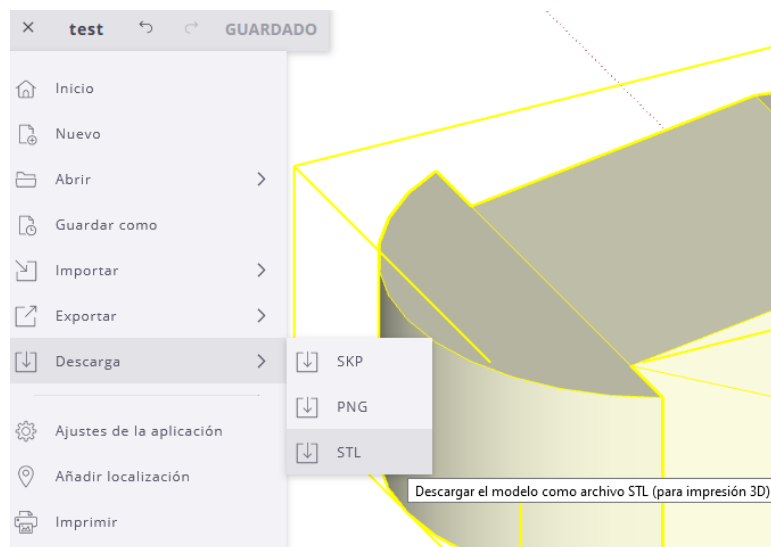 test
GUARDADO
Inicio
Nuevo
Abrir
Guardar como
Importar
Exportar
Descarga
SKP
PNG
STL
Descargar el modelo como archivo STL (para impresión 3D)
Ajustes de la aplicación
Añadir localización
Imprimir